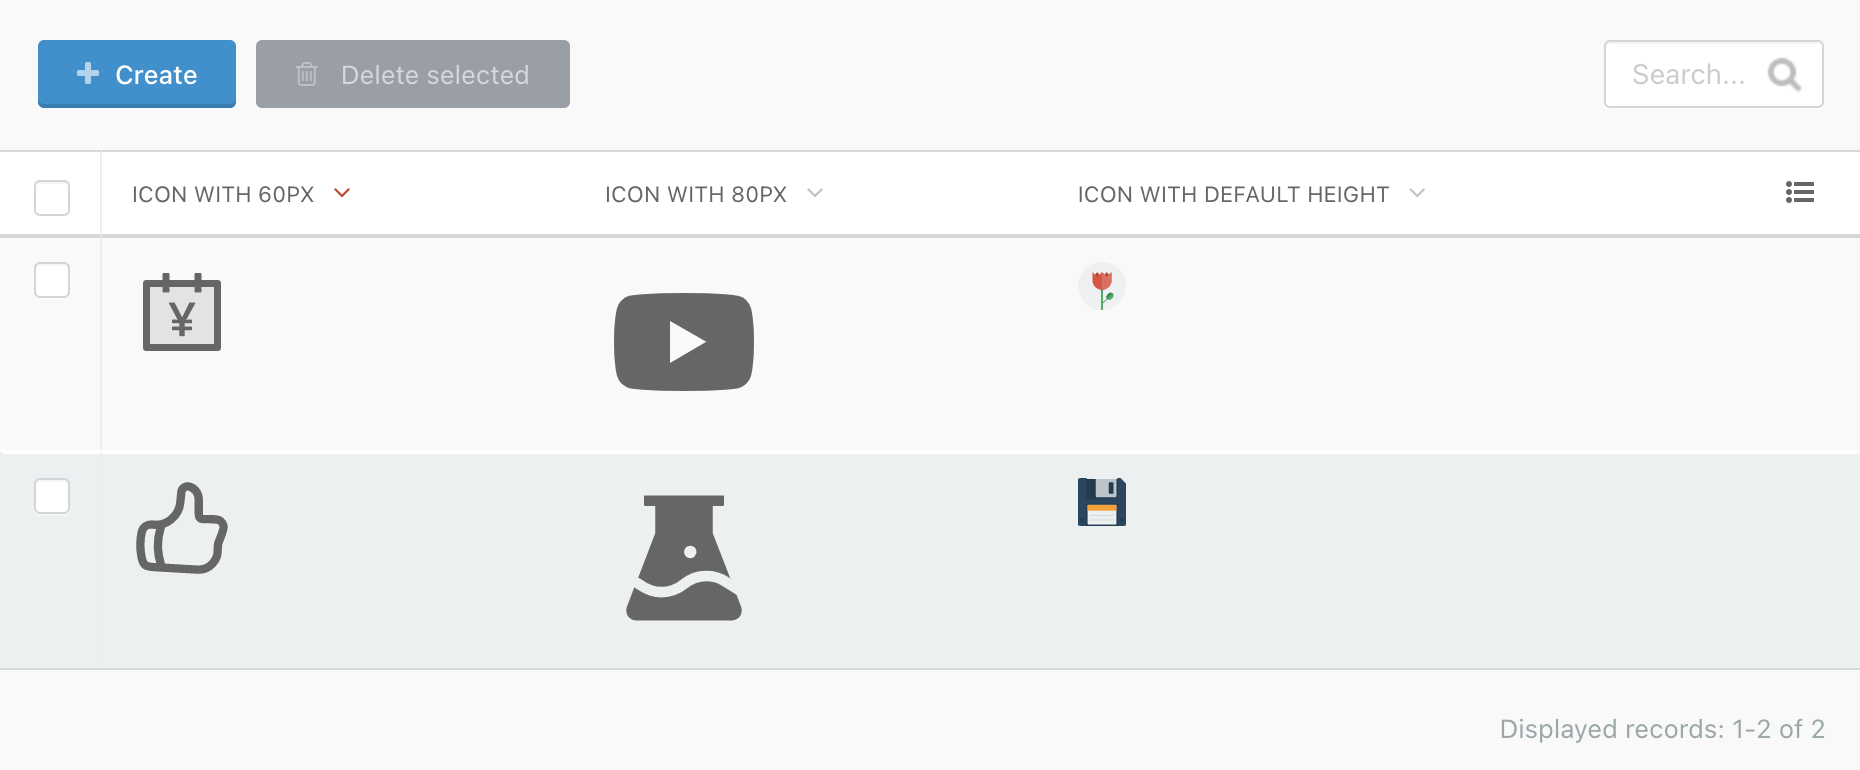 Create
Delete selected
Search...
ICON WITH 60PX
ICON WITH 80PX
ICON WITH DEFAULT HEIGHT
¥
Displayed records: 1-2 of 2